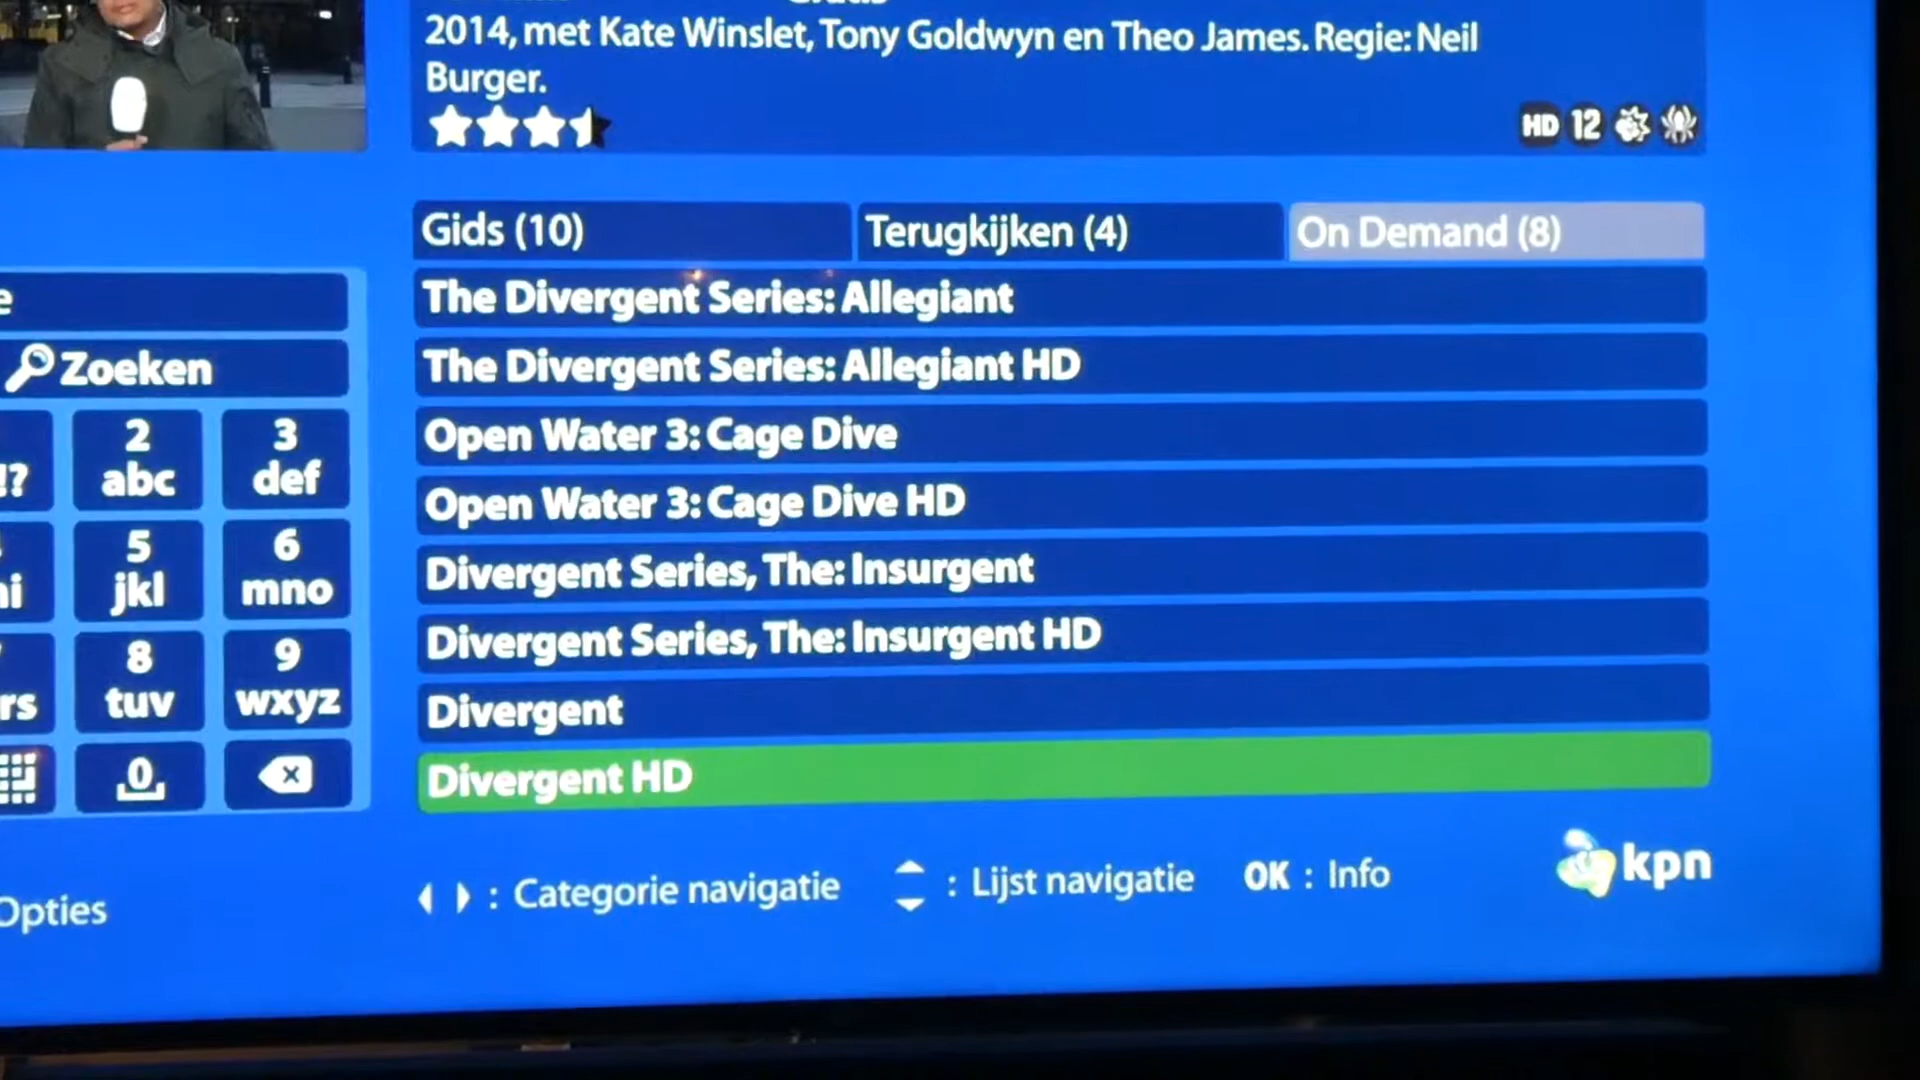 2014, met Kate Winslet, Tony Goldwyn en Theo James. Regie: Neil
Burger.
HD 12
Gids (10)
Terugkijken (4)
On Demand (8)
The Divergent Series: Allegiant
The Divergent Series: Allegiant HD
Open Water 3: Cage Dive
Open Water 3: Cage Dive HD
Divergent Series, The: Insurgent
Divergent Series, The: Insurgent HD
Divergent
Divergent HD
Zoeken
!?
2
abc
3
def
5
jkl
6
mno
rs
8
tuv
9
wxyz
0
Opties
: Categorie navigatie
: Lijst navigatie
OK : Info
kpn